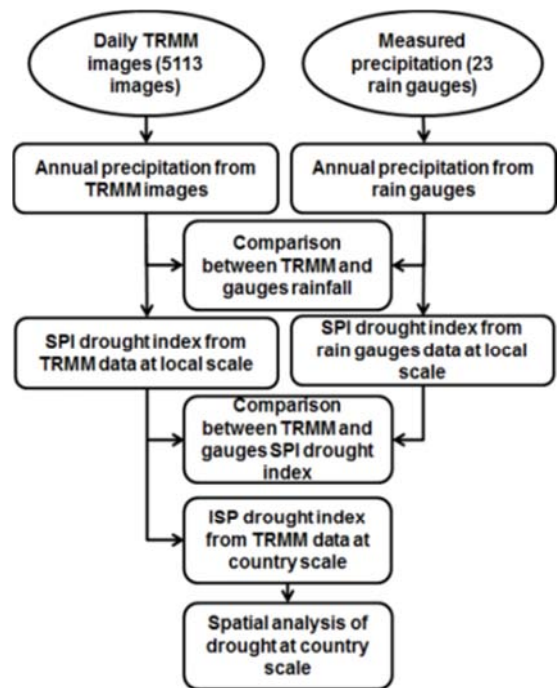 Daily TRMM
images (5113
images)
Measured
precipitation (23
rain gauges)
Annual precipitation from
TRMM images
Annual precipitation from
rain gauges
Comparison
between TRMM and
gauges rainfall
SPI drought index from
TRMM data at local scale
SPI drought index from
rain gauges data at local
scale
Comparison
between TRMM and
gauges SPI drought
index
ISP drought index
from TRMM data at
country scale
Spatial analysis of
drought at country
scale